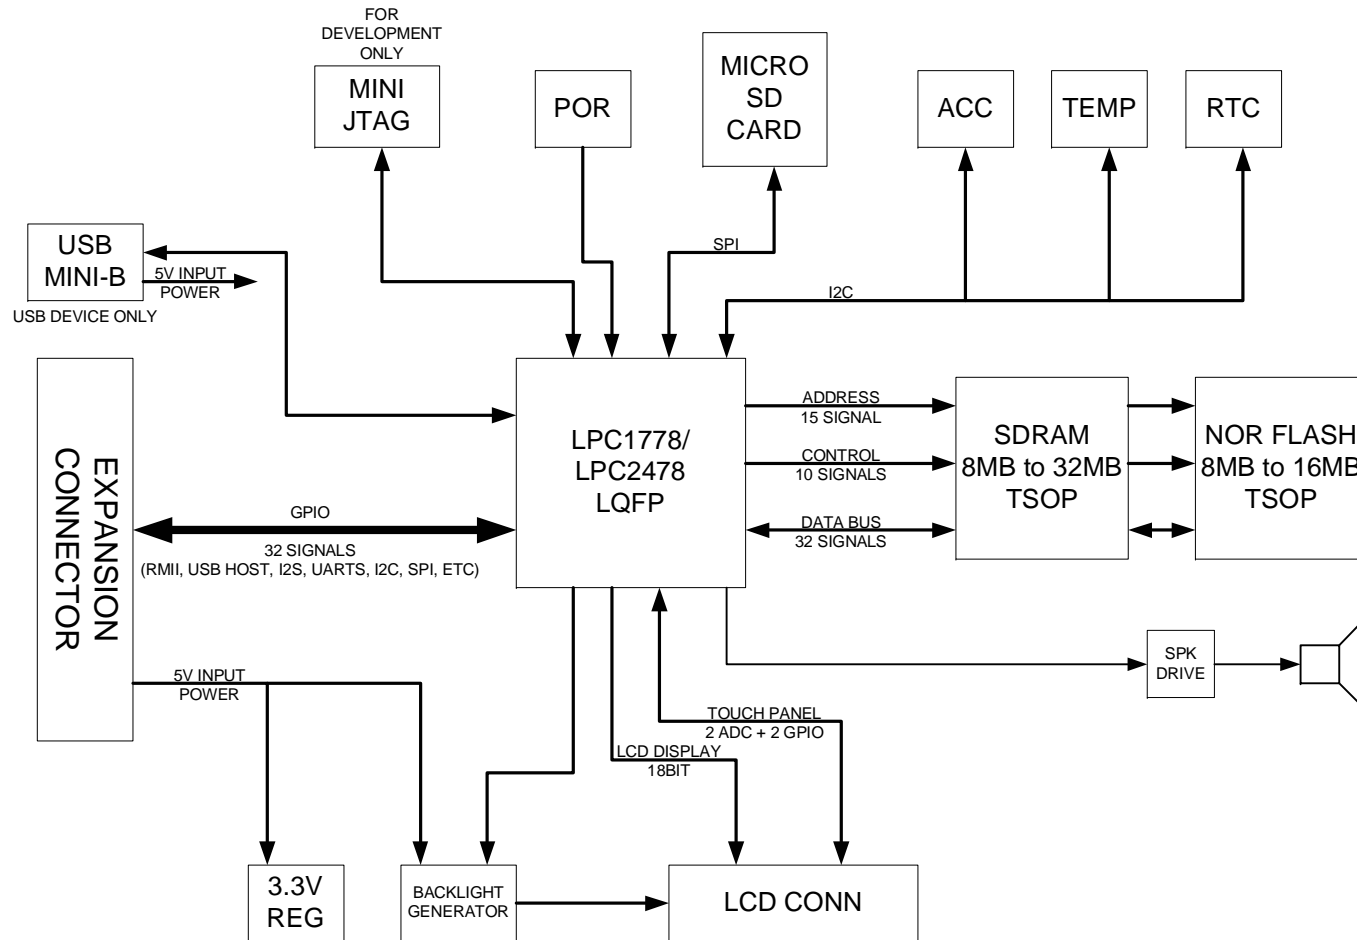 FOR
DEVELOPMENT
ONLY
MINI
JTAG
POR
MICRO
SD
CARD
ACC
TEMP
RTC
SPI
I2C
USB
MINI-B
5V INPUT
POWER
USB DEVICE ONLY
EXPANSION
CONNECTOR
GPIO
32 SIGNALS
(RMII, USB HOST, I2S, UARTS, I2C, SPI, ETC)
5V INPUT
POWER
LPC1778/
LPC2478
LQFP
ADDRESS
15 SIGNAL
CONTROL
10 SIGNALS
DATA BUS
32 SIGNALS
SDRAM
8MB to 32MB
TSOP
NOR FLASH
8MB to 16MB
TSOP
SPK
DRIVE
TOUCH PANEL
2 ADC + 2 GPIO
LCD DISPLAY
18BIT
3.3V
REG
BACKLIGHT
GENERATOR
LCD CONN